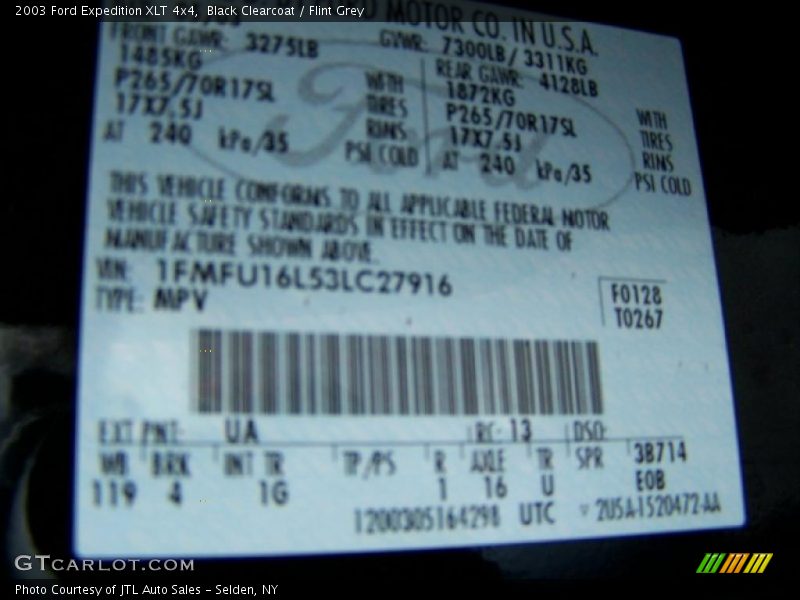 2003 Ford Expedition XLT 4x4, Black Clearcoat / Flint Grey
MOTOR CO. IN U.S.A.
FRONT GAWR: 3275LB GVWR: 7300LB/ 3311KG
1485KG WITH REAR GAWR: 4128LB
P265/70R17SL TIRES 1872KG WITH
17X7.5J RIMS P265/70R17SL TIRES
AT 240 kPa/35 PSI COLD 17X7.5J RIMS
AT 240 kPa/35 PSI COLD
Ford
THIS VEHICLE CONFORMS TO ALL APPLICABLE FEDERAL MOTOR
VEHICLE SAFETY STANDARDS IN EFFECT ON THE DATE OF
MANUFACTURE SHOWN ABOVE.
VIN: 1FMFU16L53LC27916
TYPE: MPV
F0128
T0267
EXT PNT: UA RC: 13 DSO:
WB BRK INT TR TP/PS R AXLE TR SPR 3B714
119 4 1G 1 16 U EOB
1200305164298 UTC 2U5A-1520472-AA
GTCARLOT.COM
Photo Courtesy of JTL Auto Sales - Selden, NY